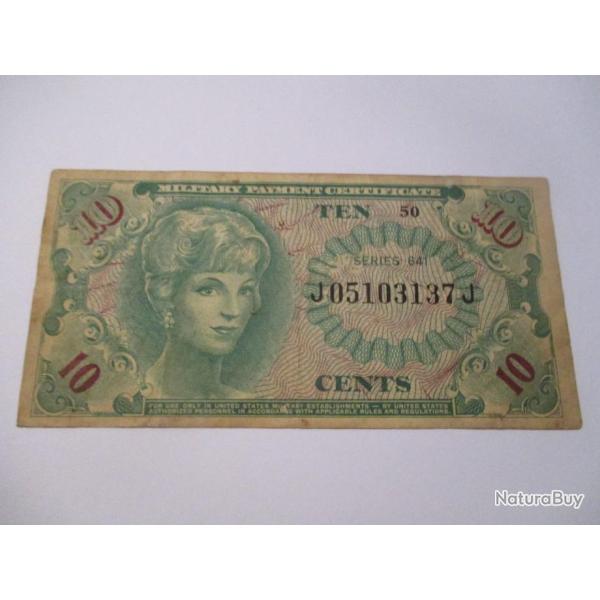 MILITARY PAYMENT CERTIFICATE
10 TEN 50 10
SERIES 641
J05103137J
10 CENTS 10
FOR USE ONLY IN UNITED STATES MILITARY ESTABLISHMENTS — BY UNITED STATES
AUTHORIZED PERSONNEL IN ACCORDANCE WITH APPLICABLE RULES AND REGULATIONS.
NaturaBuy